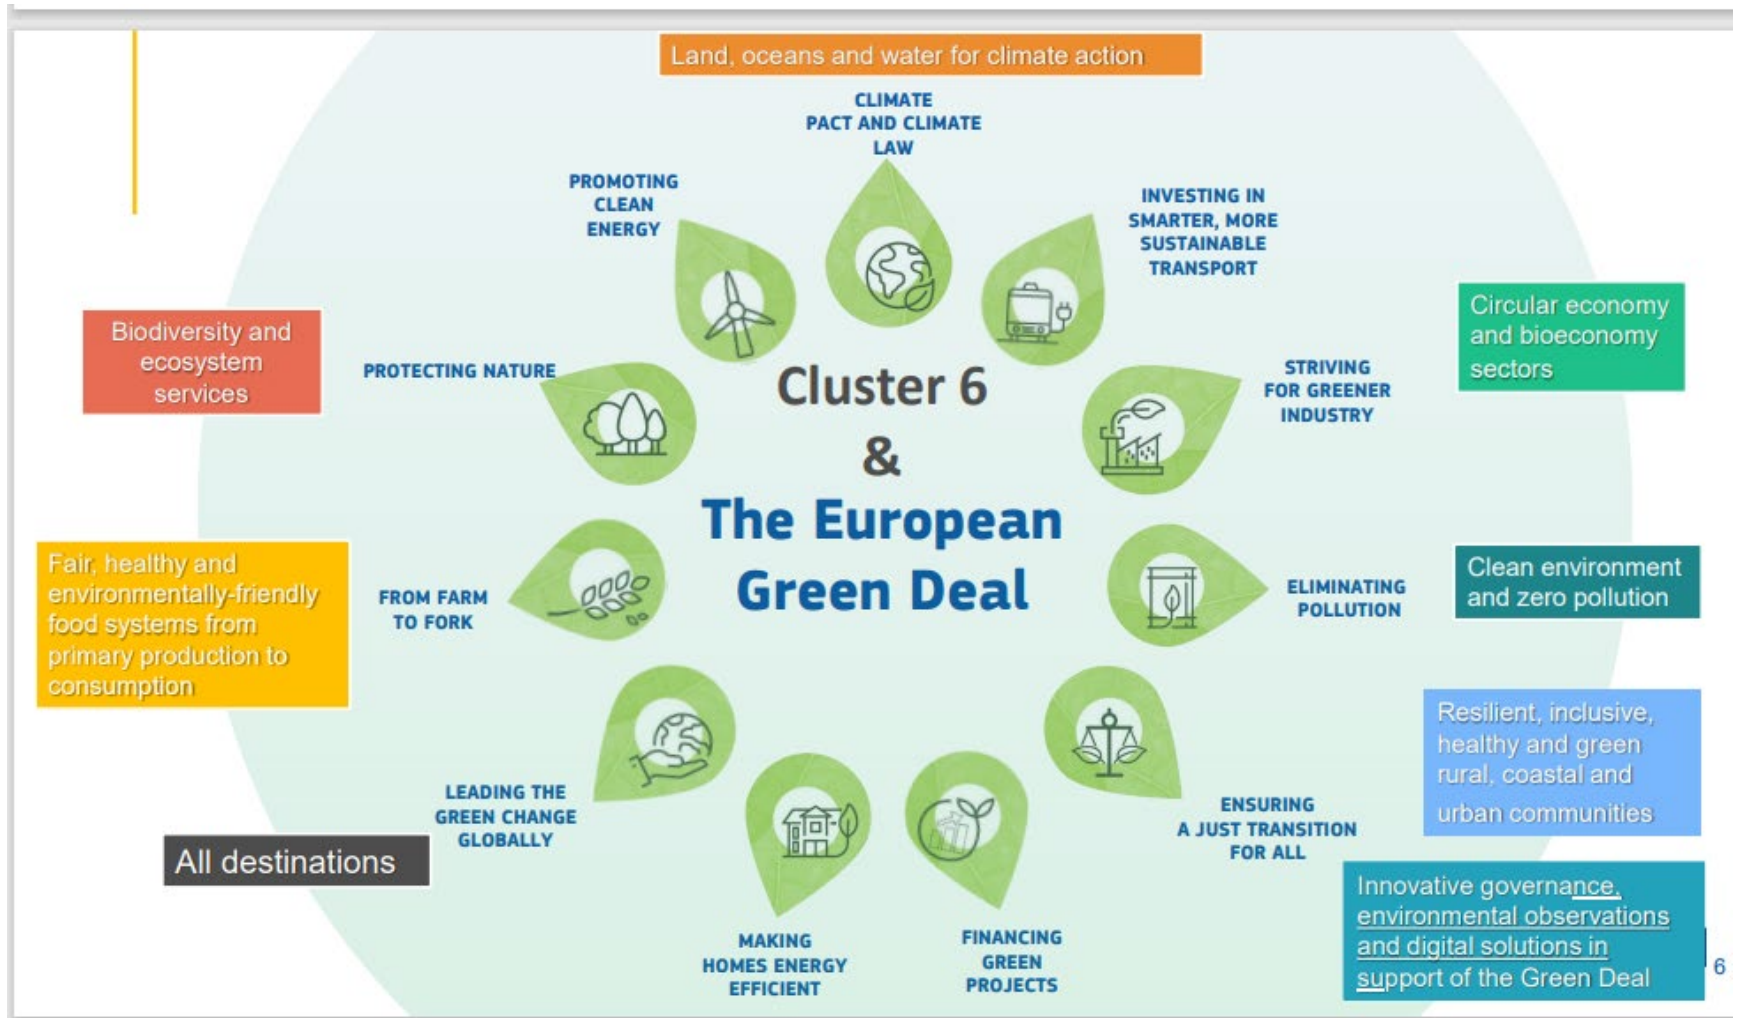 Land, oceans and water for climate action
CLIMATE
PACT AND CLIMATE
LAW
PROMOTING
CLEAN
ENERGY
INVESTING IN
SMARTER, MORE
SUSTAINABLE
TRANSPORT
Biodiversity and
ecosystem
services
PROTECTING NATURE
Cluster 6
&
The European
Green Deal
STRIVING
FOR GREENER
INDUSTRY
Circular economy
and bioeconomy
sectors
Fair, healthy and
environmentally-friendly
food systems from
primary production to
consumption
FROM FARM
TO FORK
ELIMINATING
POLLUTION
Clean environment
and zero pollution
Resilient, inclusive,
healthy and green
rural, coastal and
urban communities
LEADING THE
GREEN CHANGE
GLOBALLY
ENSURING
A JUST TRANSITION
FOR ALL
All destinations
MAKING
HOMES ENERGY
EFFICIENT
FINANCING
GREEN
PROJECTS
Innovative governance,
environmental observations
and digital solutions in
support of the Green Deal
6